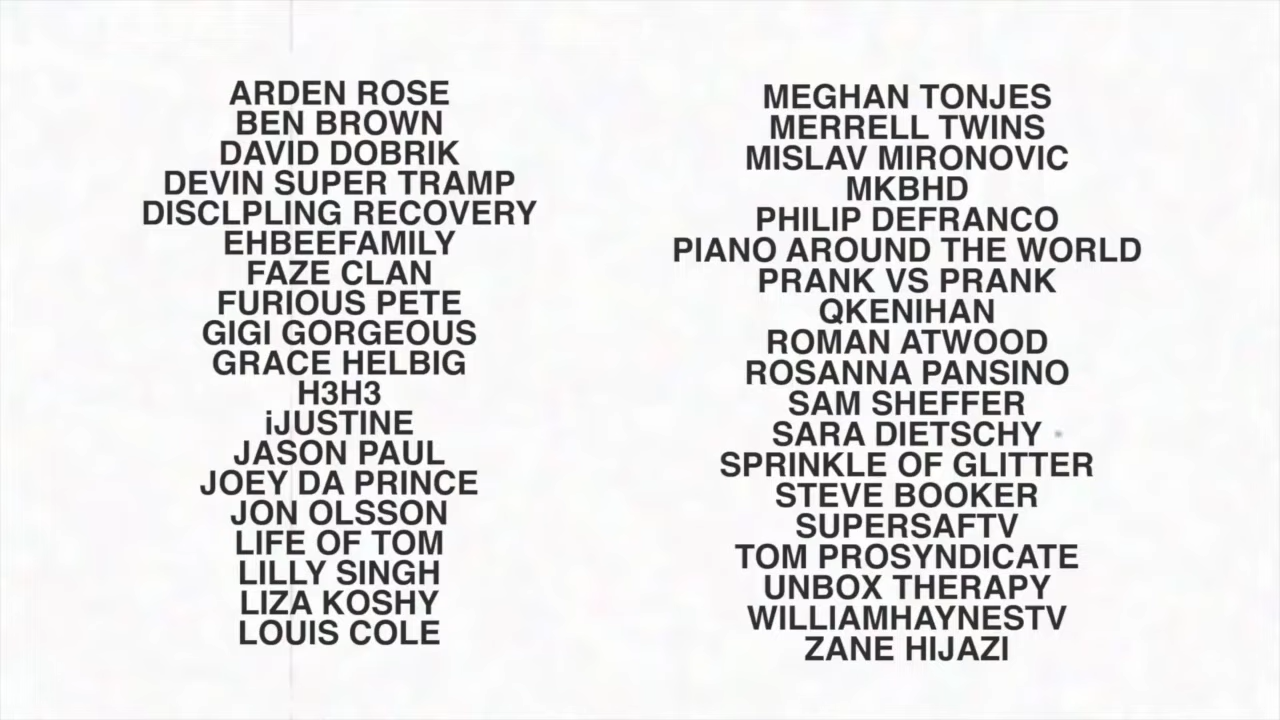 ARDEN ROSE
BEN BROWN
DAVID DOBRIK
DEVIN SUPER TRAMP
DISCLPLING RECOVERY
EHBEEFAMILY
FAZE CLAN
FURIOUS PETE
GIGI GORGEOUS
GRACE HELBIG
H3H3
iJUSTINE
JASON PAUL
JOEY DA PRINCE
JON OLSSON
LIFE OF TOM
LILLY SINGH
LIZA KOSHY
LOUIS COLE
MEGHAN TONJES
MERRELL TWINS
MISLAV MIRONOVIC
MKBHD
PHILIP DEFRANCO
PIANO AROUND THE WORLD
PRANK VS PRANK
QKENIHAN
ROMAN ATWOOD
ROSANNA PANSINO
SAM SHEFFER
SARA DIETSCHY
SPRINKLE OF GLITTER
STEVE BOOKER
SUPERSAFTV
TOM PROSYNDICATE
UNBOX THERAPY
WILLIAMHAYNESTV
ZANE HIJAZI